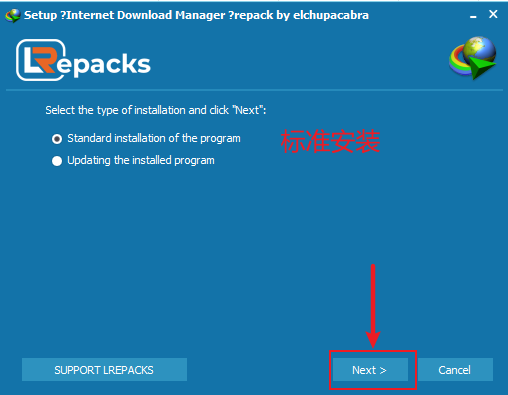 Setup ?Internet Download Manager ?repack by elchupacabra
LRepacks
Select the type of installation and click "Next":
Standard installation of the program
标准安装
Updating the installed program
SUPPORT LREPACKS
Next >
Cancel